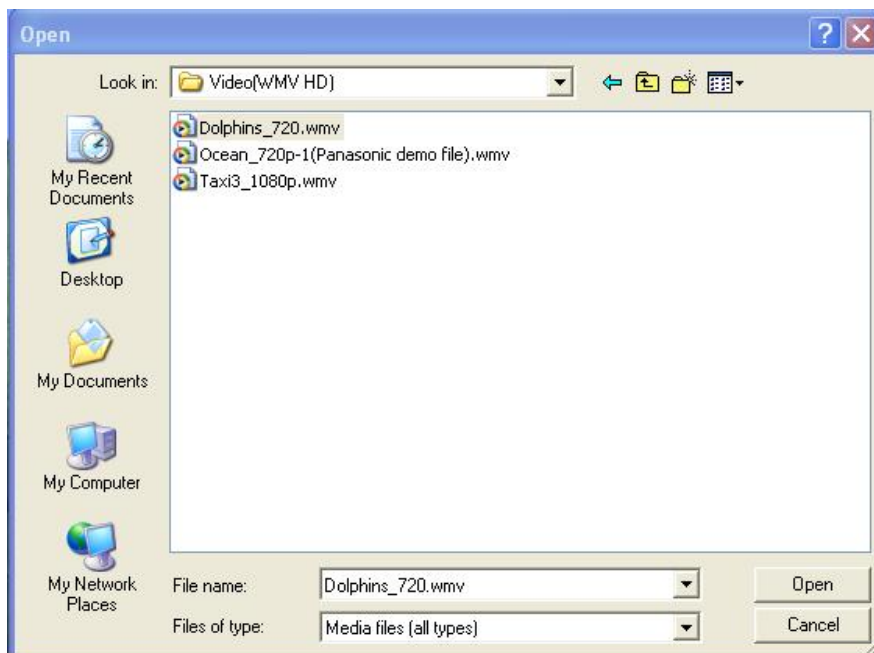 Open
Look in: Video(WMV HD)
My Recent
Documents
Desktop
My Documents
My Computer
My Network
Places
Dolphins_720.wmv
Ocean_720p-1(Panasonic demo file).wmv
Taxi3_1080p.wmv
File name: Dolphins_720.wmv Open
Files of type: Media files (all types) Cancel